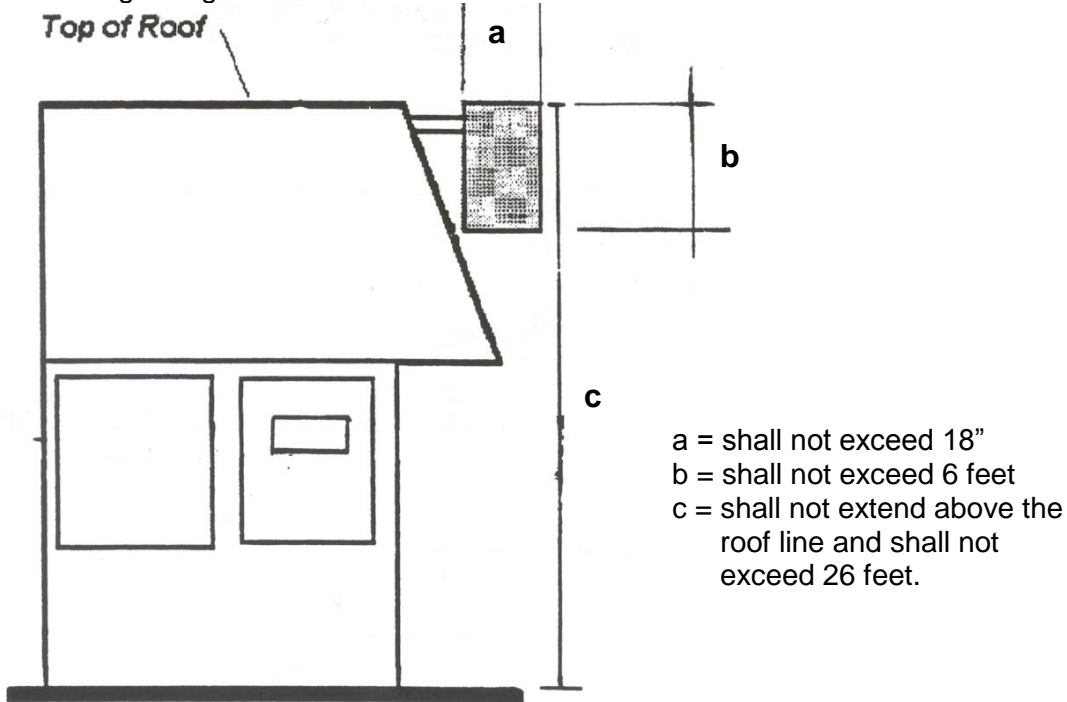 Top of Roof
a
b
c
a = shall not exceed 18”
b = shall not exceed 6 feet
c = shall not extend above the
roof line and shall not
exceed 26 feet.